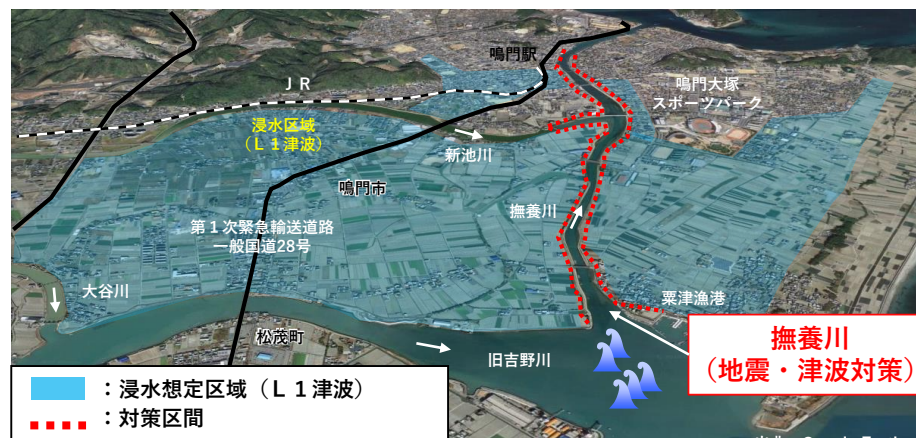 鳴門駅
ＪＲ
鳴門大塚
スポーツパーク
浸水区域
（Ｌ１津波）
新池川
鳴門市
撫養川
第１次緊急輸送道路
一般国道28号
大谷川
粟津漁港
松茂町
旧吉野川
撫養川
（地震・津波対策）
：浸水想定区域（Ｌ１津波）
：対策区間